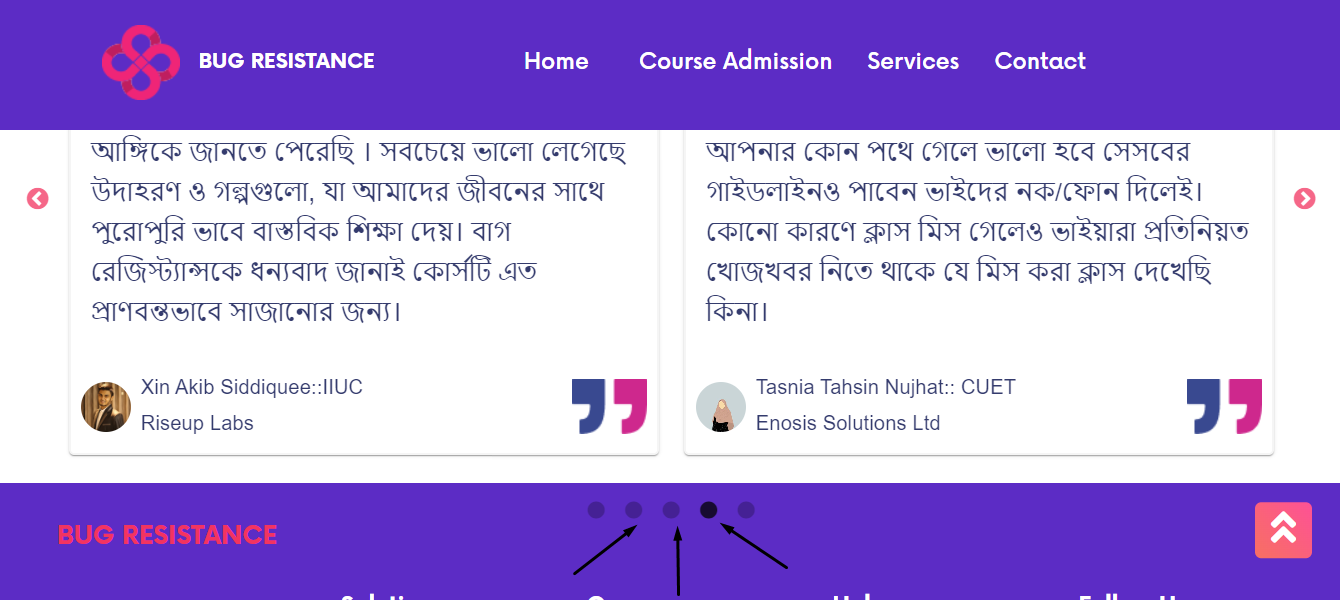 BUG RESISTANCE
Home Course Admission Services Contact
আঙ্গিকে জানতে পেরেছি । সবচেয়ে ভালো লেগেছে
উদাহরণ ও গল্পগুলো, যা আমাদের জীবনের সাথে
পুরোপুরি ভাবে বাস্তবিক শিক্ষা দেয়। বাগ
রেজিস্ট্যান্সকে ধন্যবাদ জানাই কোর্সটি এত
প্রাণবন্তভাবে সাজানোর জন্য।
Xin Akib Siddiquee::IIUC
Riseup Labs
আপনার কোন পথে গেলে ভালো হবে সেসবের
গাইডলাইনও পাবেন ভাইদের নক/ফোন দিলেই।
কোনো কারণে ক্লাস মিস গেলেও ভাইয়ারা প্রতিনিয়ত
খোজখবর নিতে থাকে যে মিস করা ক্লাস দেখেছি
কিনা।
Tasnia Tahsin Nujhat:: CUET
Enosis Solutions Ltd
BUG RESISTANCE